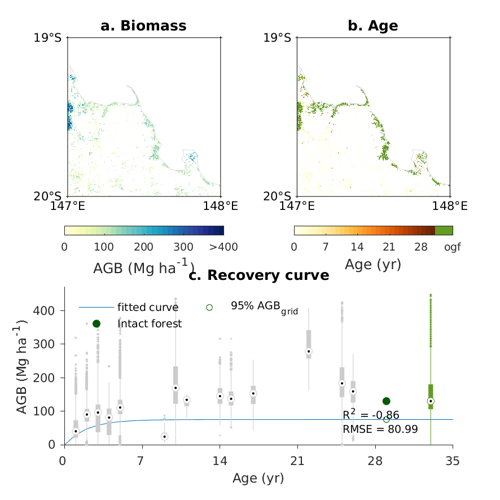 a. Biomass
b. Age
19°S
19°S
20°S
20°S
147°E
148°E
147°E
148°E
0 100 200 300 >400
0 7 14 21 28 ogf
AGB (Mg ha⁻¹)
Age (yr)
c. Recovery curve
fitted curve
95% AGB_grid
Intact forest
AGB (Mg ha⁻¹)
400
300
200
100
0
R² = -0.86
RMSE = 80.99
0 7 14 21 28 35
Age (yr)